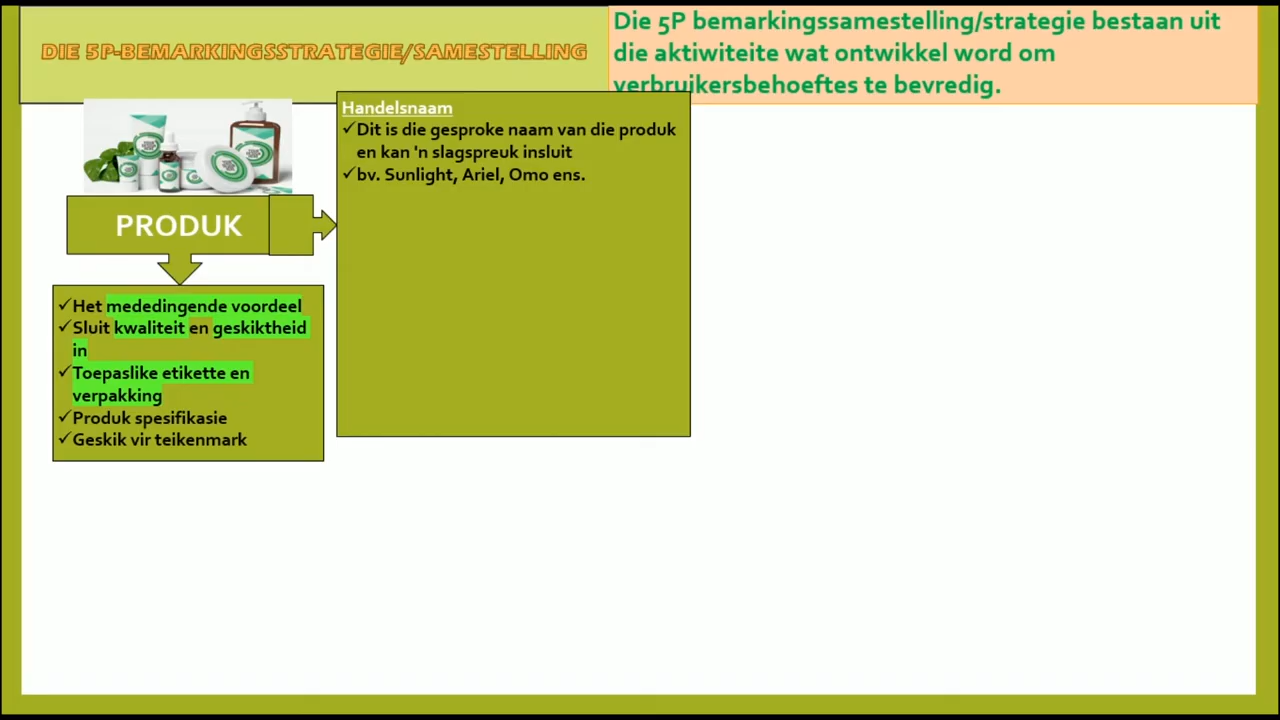 DIE 5P-BEMARKINGSSTRATEGIE/SAMESTELLING
Die 5P bemarkingssamestelling/strategie bestaan uit
die aktiwiteite wat ontwikkel word om
verbruikersbehoeftes te bevredig.
PRODUK
✓Het mededingende voordeel
✓Sluit kwaliteit en geskiktheid
in
✓Toepaslike etikette en
verpakking
✓Produk spesifikasie
✓Geskik vir teikenmark
Handelsnaam
✓Dit is die gesproke naam van die produk
en kan 'n slagspreuk insluit
✓bv. Sunlight, Ariel, Omo ens.